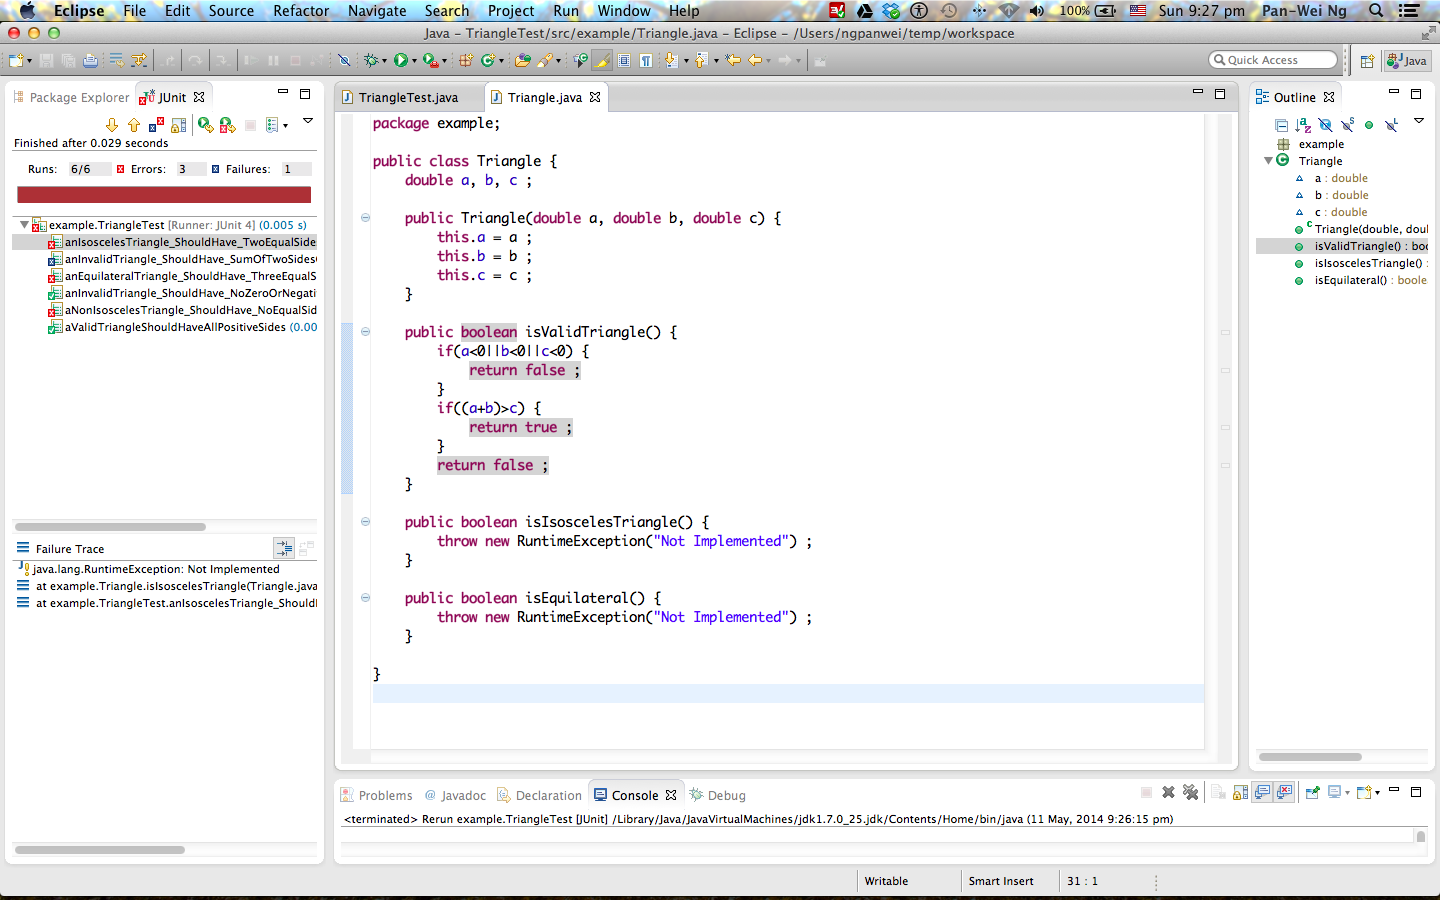 Eclipse File Edit Source Refactor Navigate Search Project Run Window Help 100% Sun 9:27 pm Pan-Wei Ng
Java – TriangleTest/src/example/Triangle.java – Eclipse – /Users/ngpanwei/temp/workspace
Quick Access Java
Package Explorer JUnit
Finished after 0.029 seconds
Runs: 6/6 Errors: 3 Failures: 1
example.TriangleTest [Runner: JUnit 4] (0.005 s)
anIsoscelesTriangle_ShouldHave_TwoEqualSide
anInvalidTriangle_ShouldHave_SumOfTwoSides
anEquilateralTriangle_ShouldHave_ThreeEqualS
anInvalidTriangle_ShouldHave_NoZeroOrNegati
aNonIsoscelesTriangle_ShouldHave_NoEqualSid
aValidTriangleShouldHaveAllPositiveSides (0.00
Failure Trace
java.lang.RuntimeException: Not Implemented
at example.Triangle.isIsoscelesTriangle(Triangle.java
at example.TriangleTest.anIsoscelesTriangle_Should
TriangleTest.java Triangle.java
package example;
public class Triangle {
double a, b, c ;
public Triangle(double a, double b, double c) {
this.a = a ;
this.b = b ;
this.c = c ;
}
public boolean isValidTriangle() {
if(a<0||b<0||c<0) {
return false ;
}
if((a+b)>c) {
return true ;
}
return false ;
}
public boolean isIsoscelesTriangle() {
throw new RuntimeException("Not Implemented") ;
}
public boolean isEquilateral() {
throw new RuntimeException("Not Implemented") ;
}
}
Outline
example
Triangle
a : double
b : double
c : double
Triangle(double, doul
isValidTriangle() : boo
isIsoscelesTriangle() :
isEquilateral() : boole
Problems @ Javadoc Declaration Console Debug
<terminated> Rerun example.TriangleTest [JUnit] /Library/Java/JavaVirtualMachines/jdk1.7.0_25.jdk/Contents/Home/bin/java (11 May, 2014 9:26:15 pm)
Writable Smart Insert 31 : 1